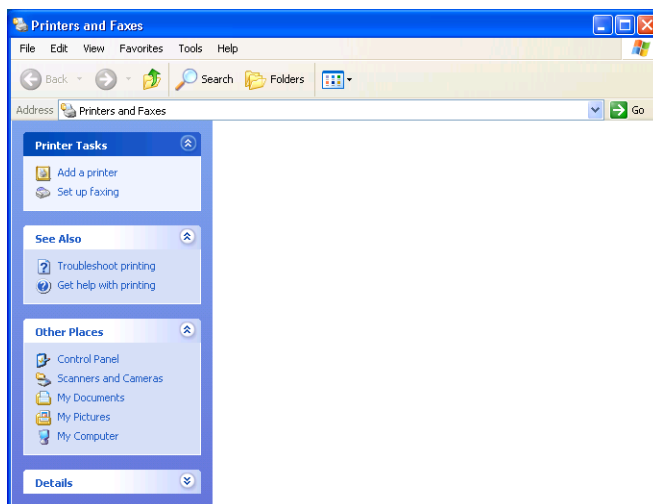 Printers and Faxes
File Edit View Favorites Tools Help
Back Search Folders
Address Printers and Faxes Go
Printer Tasks
Add a printer
Set up faxing
See Also
Troubleshoot printing
Get help with printing
Other Places
Control Panel
Scanners and Cameras
My Documents
My Pictures
My Computer
Details